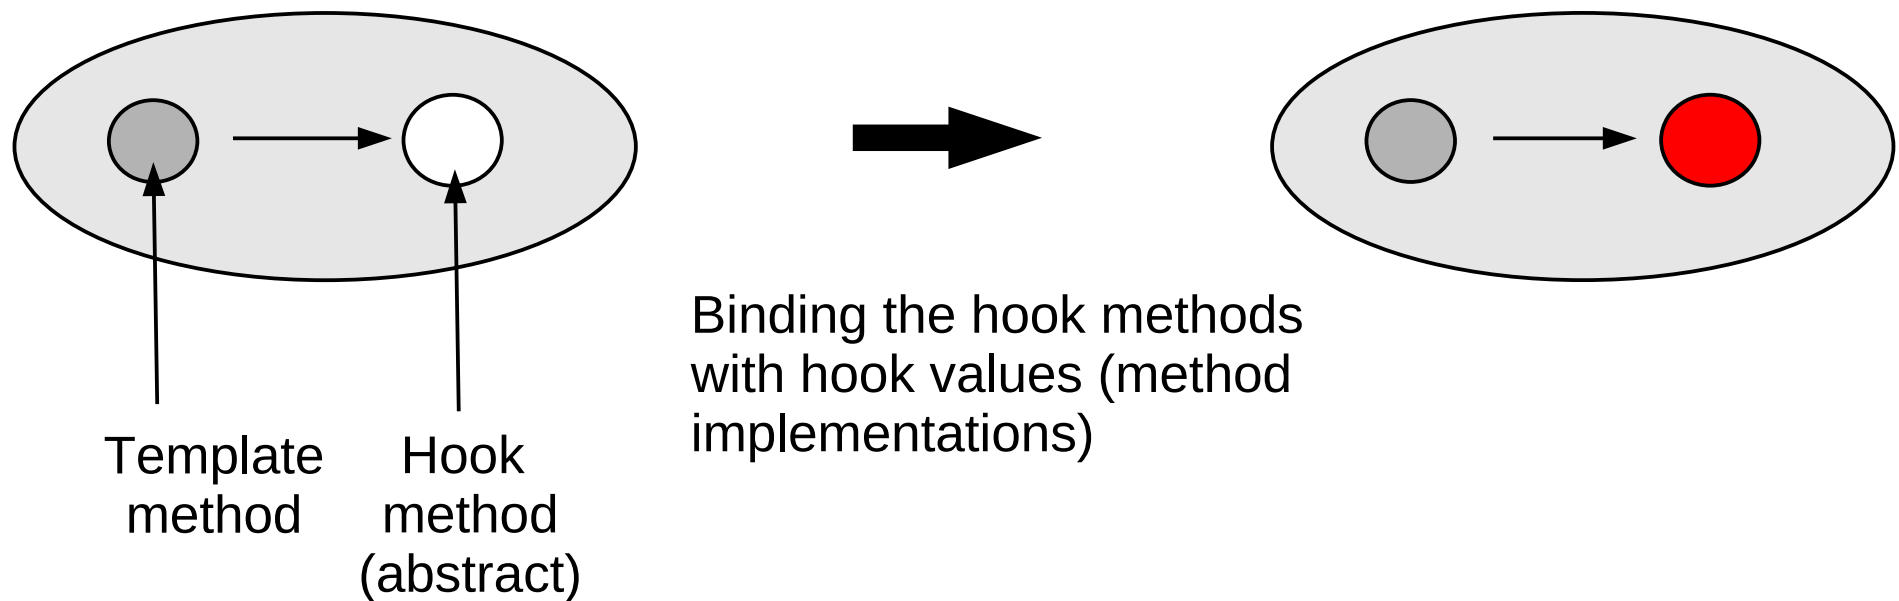 Binding the hook methods
with hook values (method
implementations)
Template
method
Hook
method
(abstract)